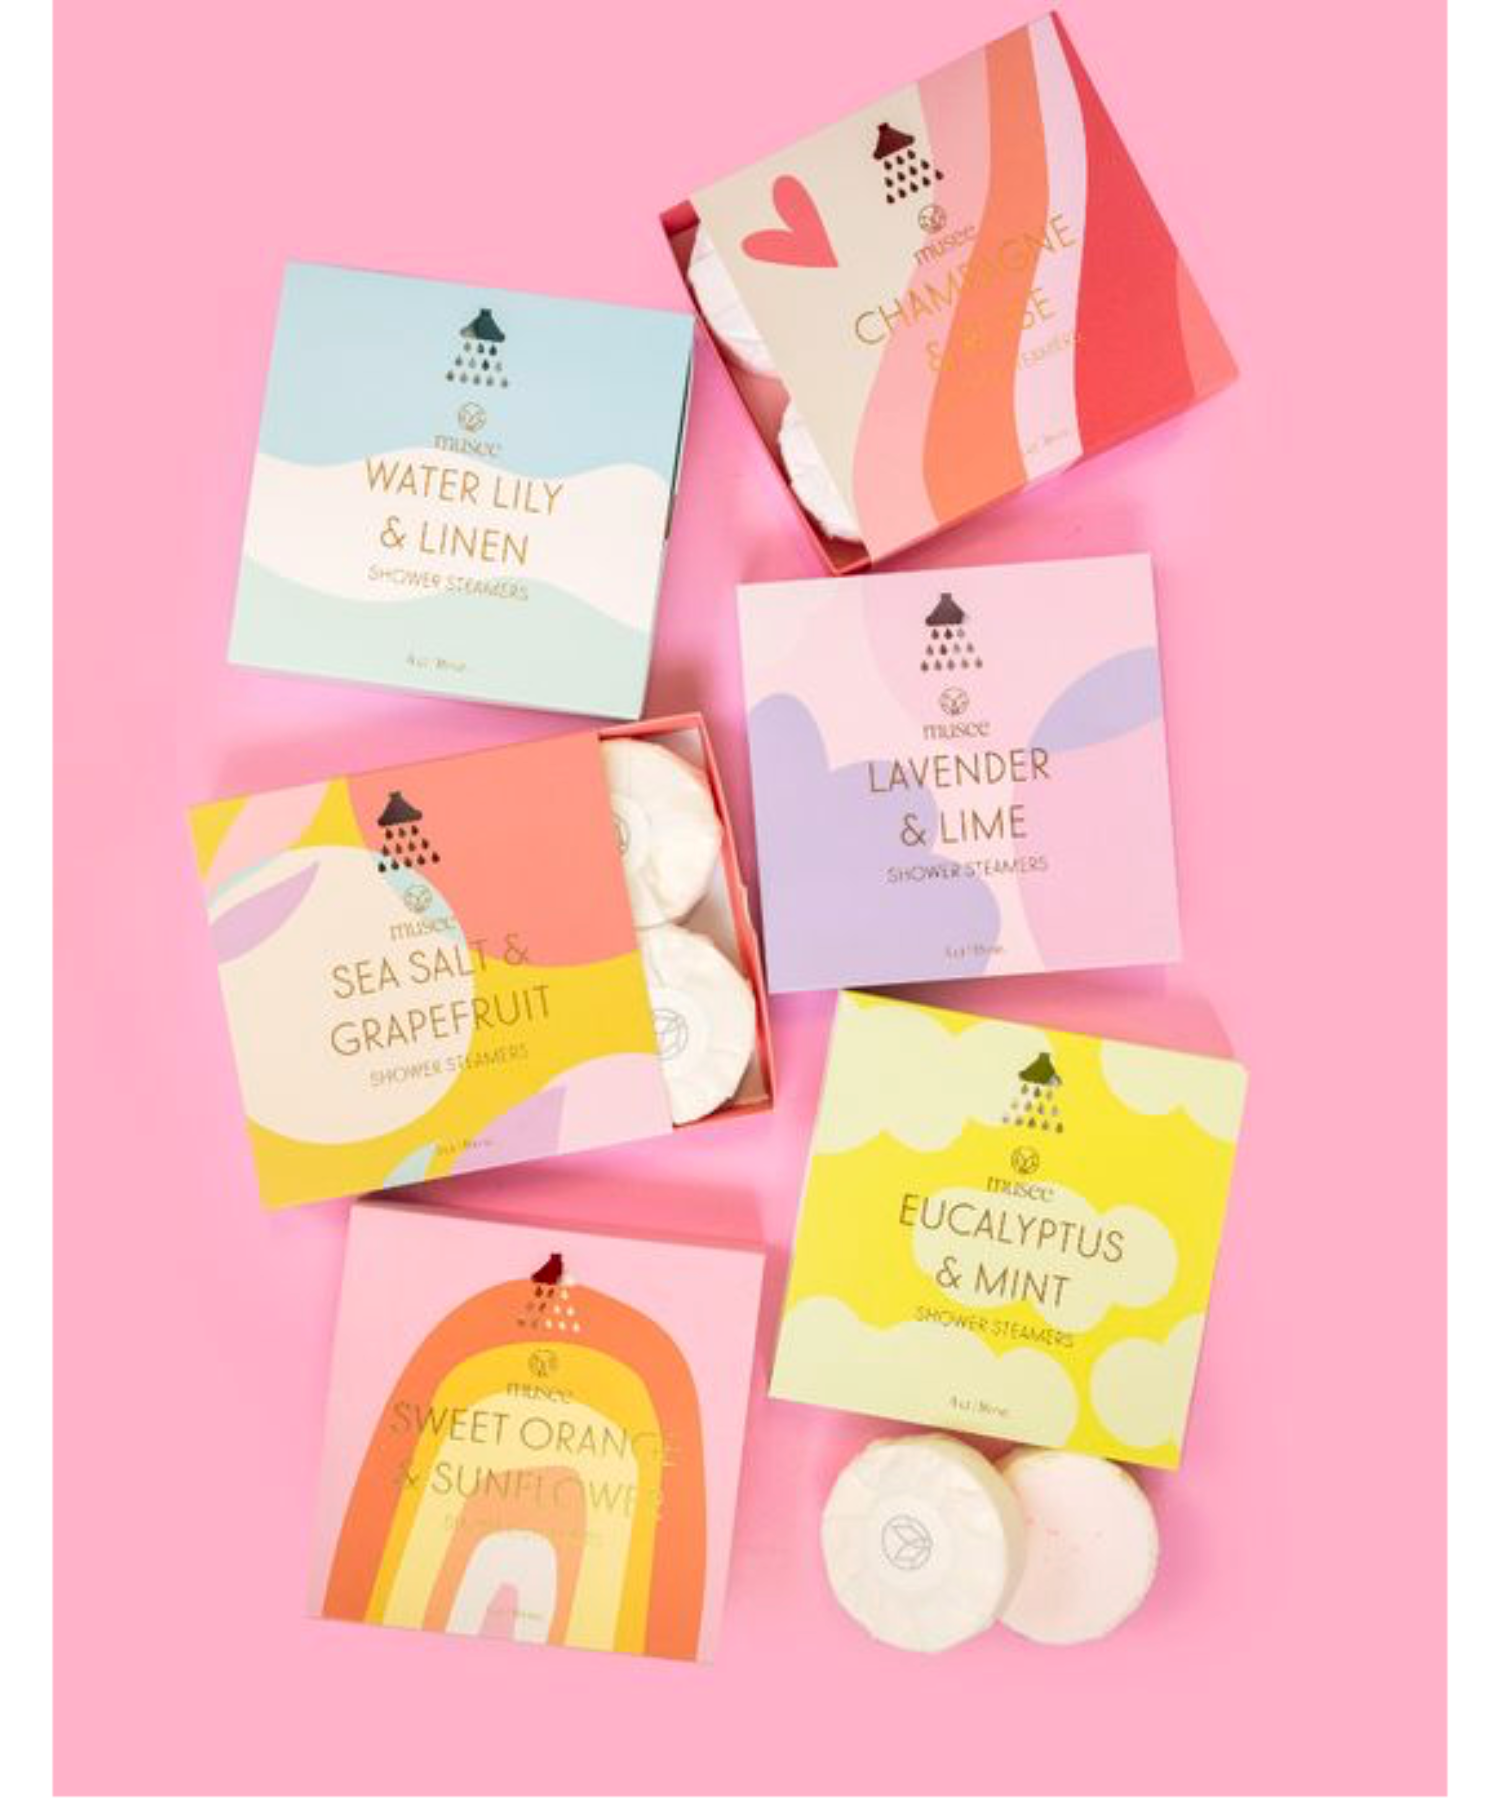 musee
CHAMPAGNE
& ROSE
musee
WATER LILY
& LINEN
SHOWER STEAMERS
musee
LAVENDER
& LIME
SHOWER STEAMERS
musee
SEA SALT &
GRAPEFRUIT
SHOWER STEAMERS
musee
EUCALYPTUS
& MINT
SHOWER STEAMERS
musee
SWEET ORANGE
& SUNFLOWER